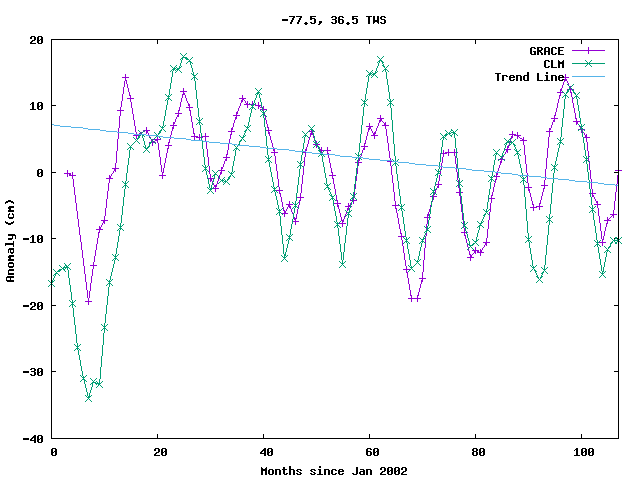 -77.5, 36.5 TWS
GRACE
CLM
Trend Line
20
10
0
-10
-20
-30
-40
Anomaly (cm)
0 20 40 60 80 100
Months since Jan 2002